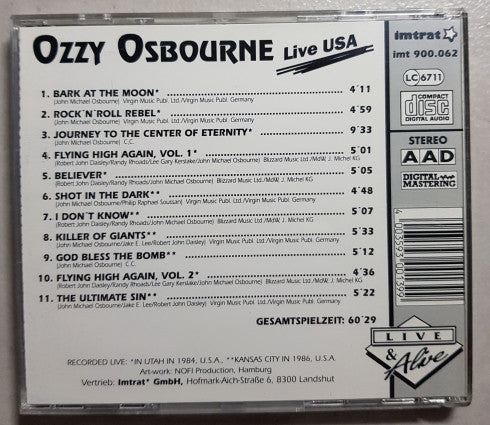 OZZY OSBOURNE Live USA
imtrat
imt 900.062
LC 6711
COMPACT
disc
DIGITAL AUDIO
STEREO
AAD
DIGITAL
MASTERING
1. BARK AT THE MOON* 4´11
(John Michael Osbourne) Virgin Music Publ. Ltd./Virgin Music Publ. Germany
2. ROCK´N´ROLL REBEL* 4´59
(John Michael Osbourne) Virgin Music Publ. Ltd./Virgin Music Publ. Germany
3. JOURNEY TO THE CENTER OF ETERNITY* 9´33
(John Michael Osbourne) C.C.
4. FLYING HIGH AGAIN, VOL. 1* 5´01
(Robert John Daisley/Randy Rhoads/Lee Gary Kerslake/John Michael Osbourne) Blizzard Music Ltd./MdW. J. Michel KG
5. BELIEVER* 5´05
(Robert John Daisley/Randy Rhoads/John Michael Osbourne) Blizzard Music Ltd./MdW. J. Michel KG
6. SHOT IN THE DARK** 4´48
(John Michael Osbourne/Philip Raphael Soussan) Virgin Music Publ. Ltd./Virgin Music Publ. Germany
7. I DON´T KNOW** 5´07
(Robert John Daisley/Randy Rhoads/John Michael Osbourne) Blizzard Music Ltd./MdW. J. Michel KG
8. KILLER OF GIANTS** 5´33
(John Michael Osbourne/Jake E. Lee/Robert John Daisley) Virgin Music Publ. Ltd./Virgin Music Publ. Germany
9. GOD BLESS THE BOMB** 5´12
(John Michael Osbourne) C.C.
10. FLYING HIGH AGAIN, VOL. 2* 4´36
(Robert John Daisley/Randy Rhoads/Lee Gary Kerslake/John Michael Osbourne) Blizzard Music Ltd./MdW. J. Michel KG
11. THE ULTIMATE SIN** 5´22
(John Michael Osbourne/Jake E. Lee/Robert John Daisley) Virgin Music Publ. Ltd./Virgin Music Publ. Germany
GESAMTSPIELZEIT: 60´29
LIVE
& Alive
RECORDED LIVE: *IN UTAH IN 1984, U.S.A., **KANSAS CITY IN 1986, U.S.A.
Art-work: NOFI Production, Hamburg
Vertrieb: Imtrat* GmbH, Hofmark-Aich-Straße 6, 8300 Landshut